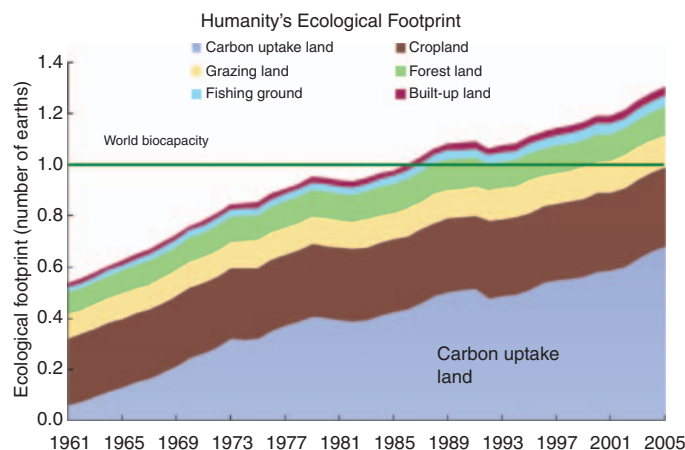 Humanity's Ecological Footprint
Carbon uptake land
Cropland
Grazing land
Forest land
Fishing ground
Built-up land
Ecological footprint (number of earths)
1.4
1.2
1.0
0.8
0.6
0.4
0.2
0.0
World biocapacity
Carbon uptake
land
1961 1965 1969 1973 1977 1981 1985 1989 1993 1997 2001 2005